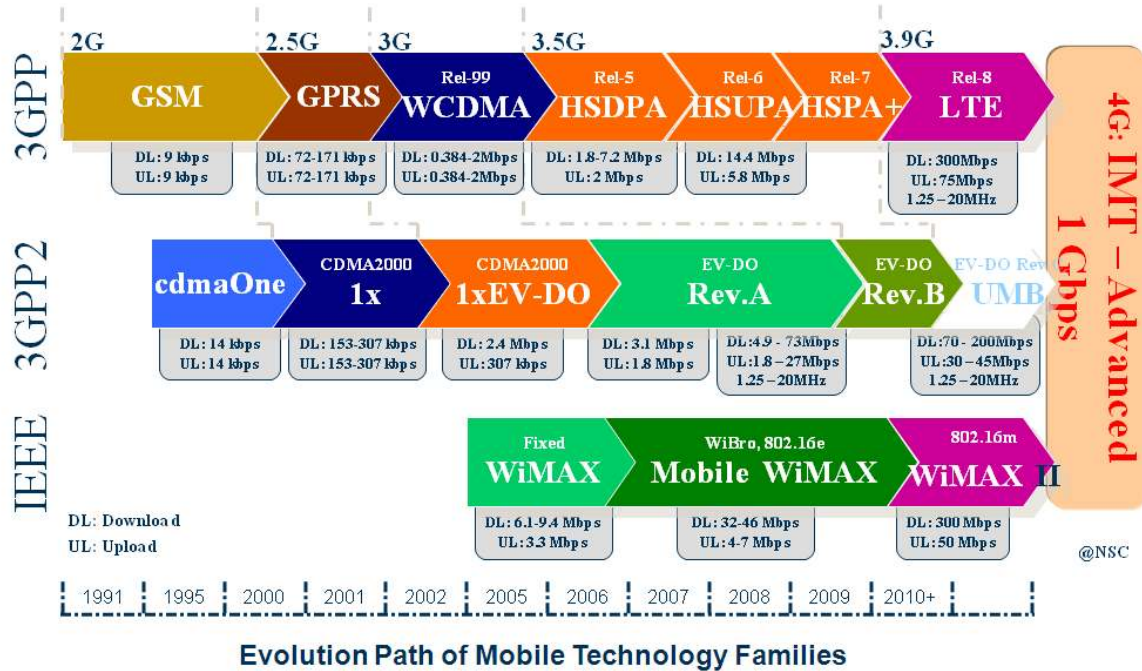 2G
2.5G
3G
3.5G
3.9G
3GPP
GSM
GPRS
Rel-99
WCDMA
Rel-5
HSDPA
Rel-6
HSUPA
Rel-7
HSPA+
Rel-8
LTE
DL: 9 kbps
UL: 9 kbps
DL: 72-171 kbps
UL: 72-171 kbps
DL: 0.384-2Mbps
UL: 0.384-2Mbps
DL: 1.8-7.2 Mbps
UL: 2 Mbps
DL: 14.4 Mbps
UL: 5.8 Mbps
DL: 300Mbps
UL: 75Mbps
1.25 – 20MHz
4G: IMT – Advanced
1 Gbps
3GPP2
cdmaOne
CDMA2000
1x
CDMA2000
1xEV-DO
EV-DO
Rev.A
EV-DO
Rev.B
EV-DO Rev
UMB
DL: 14 kbps
UL: 14 kbps
DL: 153-307 kbps
UL: 153-307 kbps
DL: 2.4 Mbps
UL: 307 kbps
DL: 3.1 Mbps
UL: 1.8 Mbps
DL:4.9 - 73Mbps
UL:1.8 – 27Mbps
1.25 – 20MHz
DL:70 - 200Mbps
UL:30 – 45Mbps
1.25 – 20MHz
IEEE
Fixed
WiMAX
WiBro, 802.16e
Mobile WiMAX
802.16m
WiMAX II
DL: 6.1-9.4 Mbps
UL: 3.3 Mbps
DL: 32-46 Mbps
UL: 4-7 Mbps
DL: 300 Mbps
UL: 50 Mbps
DL: Download
UL: Upload
@NSC
1991 1995 2000 2001 2002 2005 2006 2007 2008 2009 2010+
Evolution Path of Mobile Technology Families